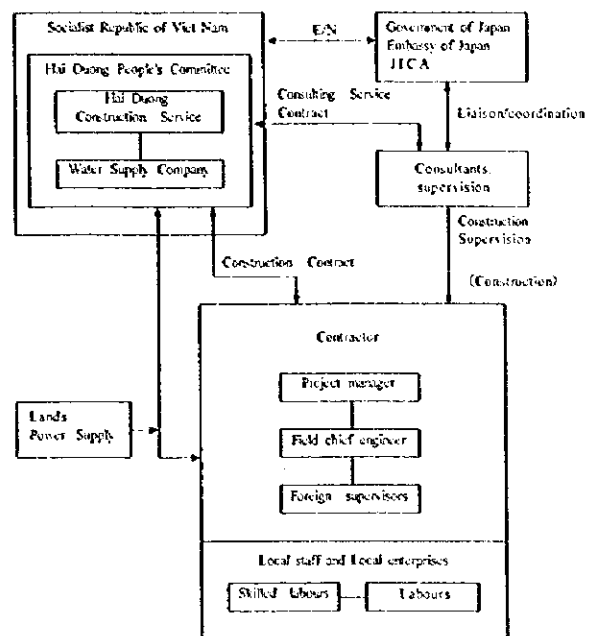 Socialist Republic of Viet Nam
E/N
Government of Japan
Embassy of Japan
JICA
Hai Duong People's Committee
Hai Duong
Construction Service
Water Supply Company
Consulting Service
Contract
Liaison/coordination
Consultants,
supervision
Construction
Supervision
(Construction)
Construction Contract
Contractor
Project manager
Field chief engineer
Foreign supervisors
Lands
Power Supply
Local staff and Local enterprises
Skilled labours
Labours